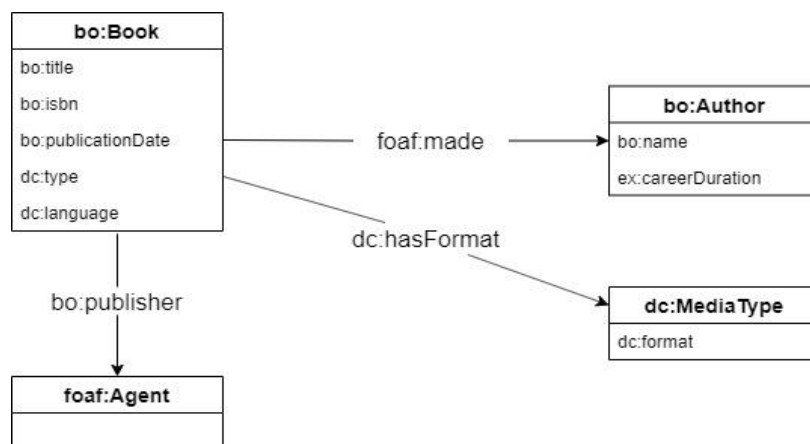 bo:Book
bo:title
bo:isbn
bo:publicationDate
dc:type
dc:language
foaf:made
bo:Author
bo:name
ex:careerDuration
dc:hasFormat
dc:MediaType
dc:format
bo:publisher
foaf:Agent